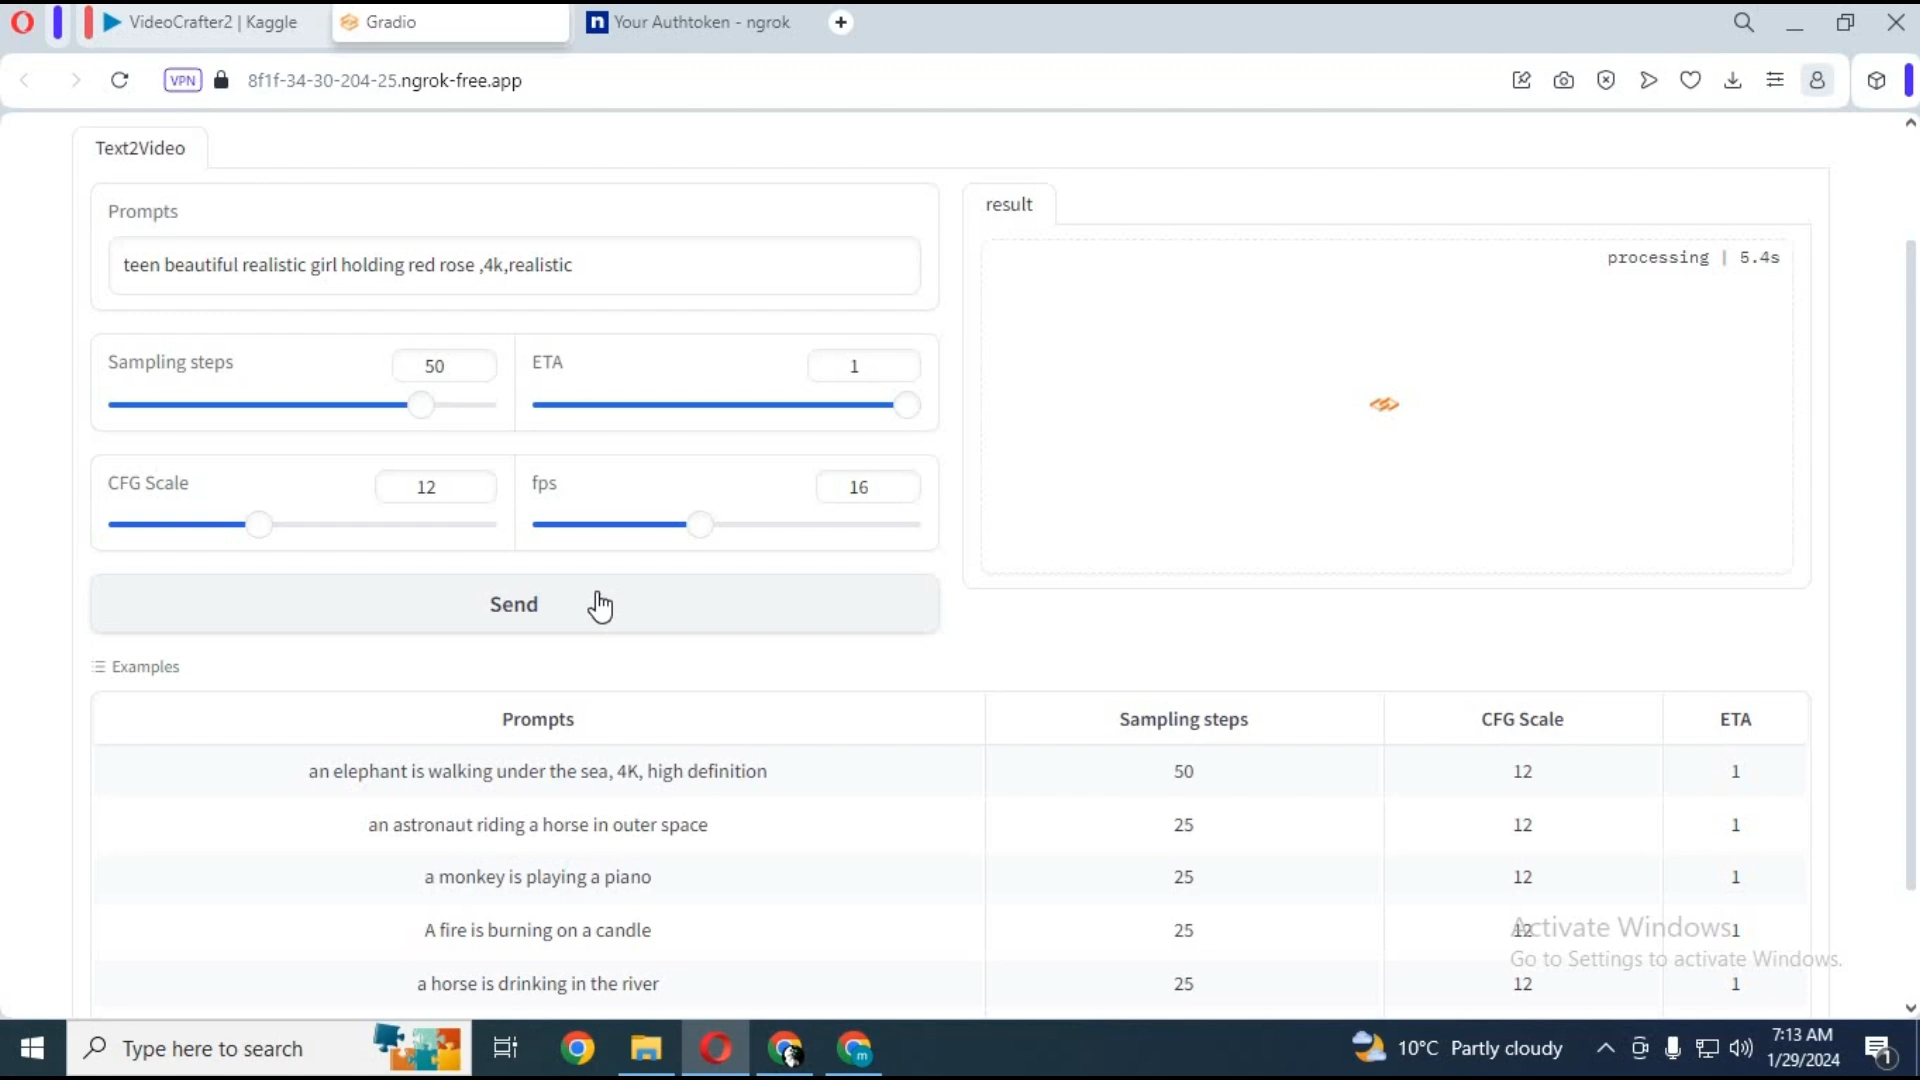 VideoCrafter2 | Kaggle
Gradio
Your Authtoken - ngrok
VPN
8f1f-34-30-204-25.ngrok-free.app
Text2Video
Prompts
teen beautiful realistic girl holding red rose ,4k,realistic
Sampling steps 50
ETA 1
CFG Scale 12
fps 16
Send
result
processing | 5.4s
Examples
Prompts Sampling steps CFG Scale ETA
an elephant is walking under the sea, 4K, high definition 50 12 1
an astronaut riding a horse in outer space 25 12 1
a monkey is playing a piano 25 12 1
A fire is burning on a candle 25 12 1
a horse is drinking in the river 25 12 1
Activate Windows
Go to Settings to activate Windows.
Type here to search
m
10°C Partly cloudy
7:13 AM
1/29/2024
1